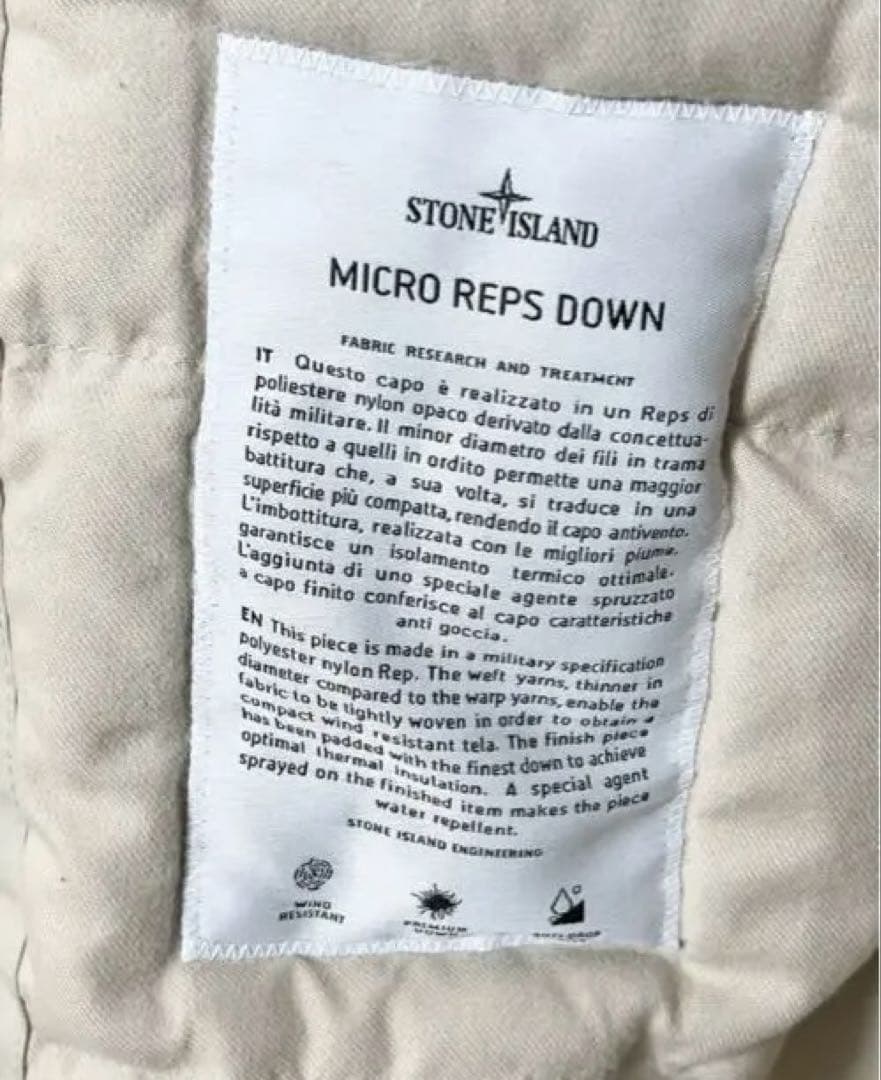 STONE ISLAND
MICRO REPS DOWN
FABRIC RESEARCH AND TREATMENT
IT Questo capo è realizzato in un Reps di
poliestere nylon opaco derivato dalla concettua-
lità militare. Il minor diametro dei fili in trama
rispetto a quelli in ordito permette una maggior
battitura che, a sua volta, si traduce in una
superficie più compatta, rendendo il capo antivento.
L'imbottitura, realizzata con le migliori piume,
garantisce un isolamento termico ottimale.
L'aggiunta di uno speciale agente spruzzato
a capo finito conferisce al capo caratteristiche
anti goccia.
EN This piece is made in a military specification
polyester nylon Rep. The weft yarns, thinner in
diameter compared to the warp yarns, enable the
fabric to be tightly woven in order to obtain a
compact wind resistant tela. The finish piece
has been padded with the finest down to achieve
optimal thermal insulation. A special agent
sprayed on the finished item makes the piece
water repellent.
STONE ISLAND ENGINEERING
WIND
RESISTANT
PREMIUM
DOWN
ANTI-DROP